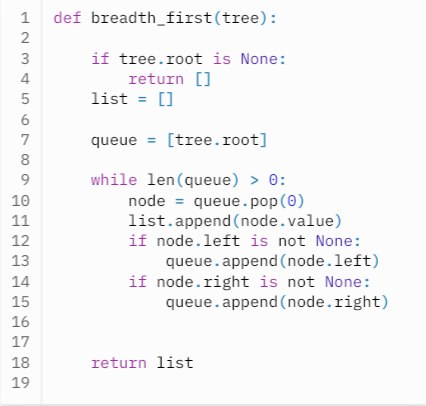 1 def breadth_first(tree):
2
3     if tree.root is None:
4         return []
5     list = []
6
7     queue = [tree.root]
8
9     while len(queue) > 0:
10         node = queue.pop(0)
11         list.append(node.value)
12         if node.left is not None:
13             queue.append(node.left)
14         if node.right is not None:
15             queue.append(node.right)
16
17
18     return list
19